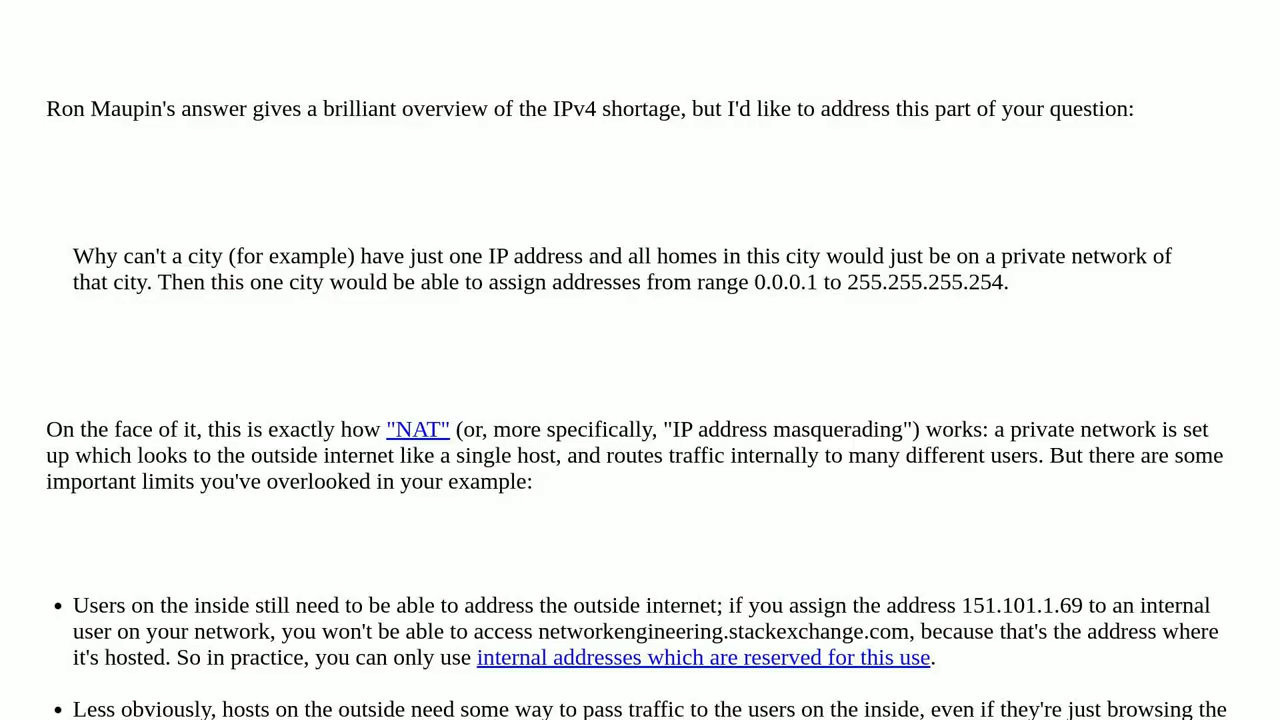 Ron Maupin's answer gives a brilliant overview of the IPv4 shortage, but I'd like to address this part of your question:
Why can't a city (for example) have just one IP address and all homes in this city would just be on a private network of
that city. Then this one city would be able to assign addresses from range 0.0.0.1 to 255.255.255.254.
On the face of it, this is exactly how "NAT" (or, more specifically, "IP address masquerading") works: a private network is set
up which looks to the outside internet like a single host, and routes traffic internally to many different users. But there are some
important limits you've overlooked in your example:
• Users on the inside still need to be able to address the outside internet; if you assign the address 151.101.1.69 to an internal
user on your network, you won't be able to access networkengineering.stackexchange.com, because that's the address where
it's hosted. So in practice, you can only use internal addresses which are reserved for this use.
• Less obviously, hosts on the outside need some way to pass traffic to the users on the inside, even if they're just browsing the